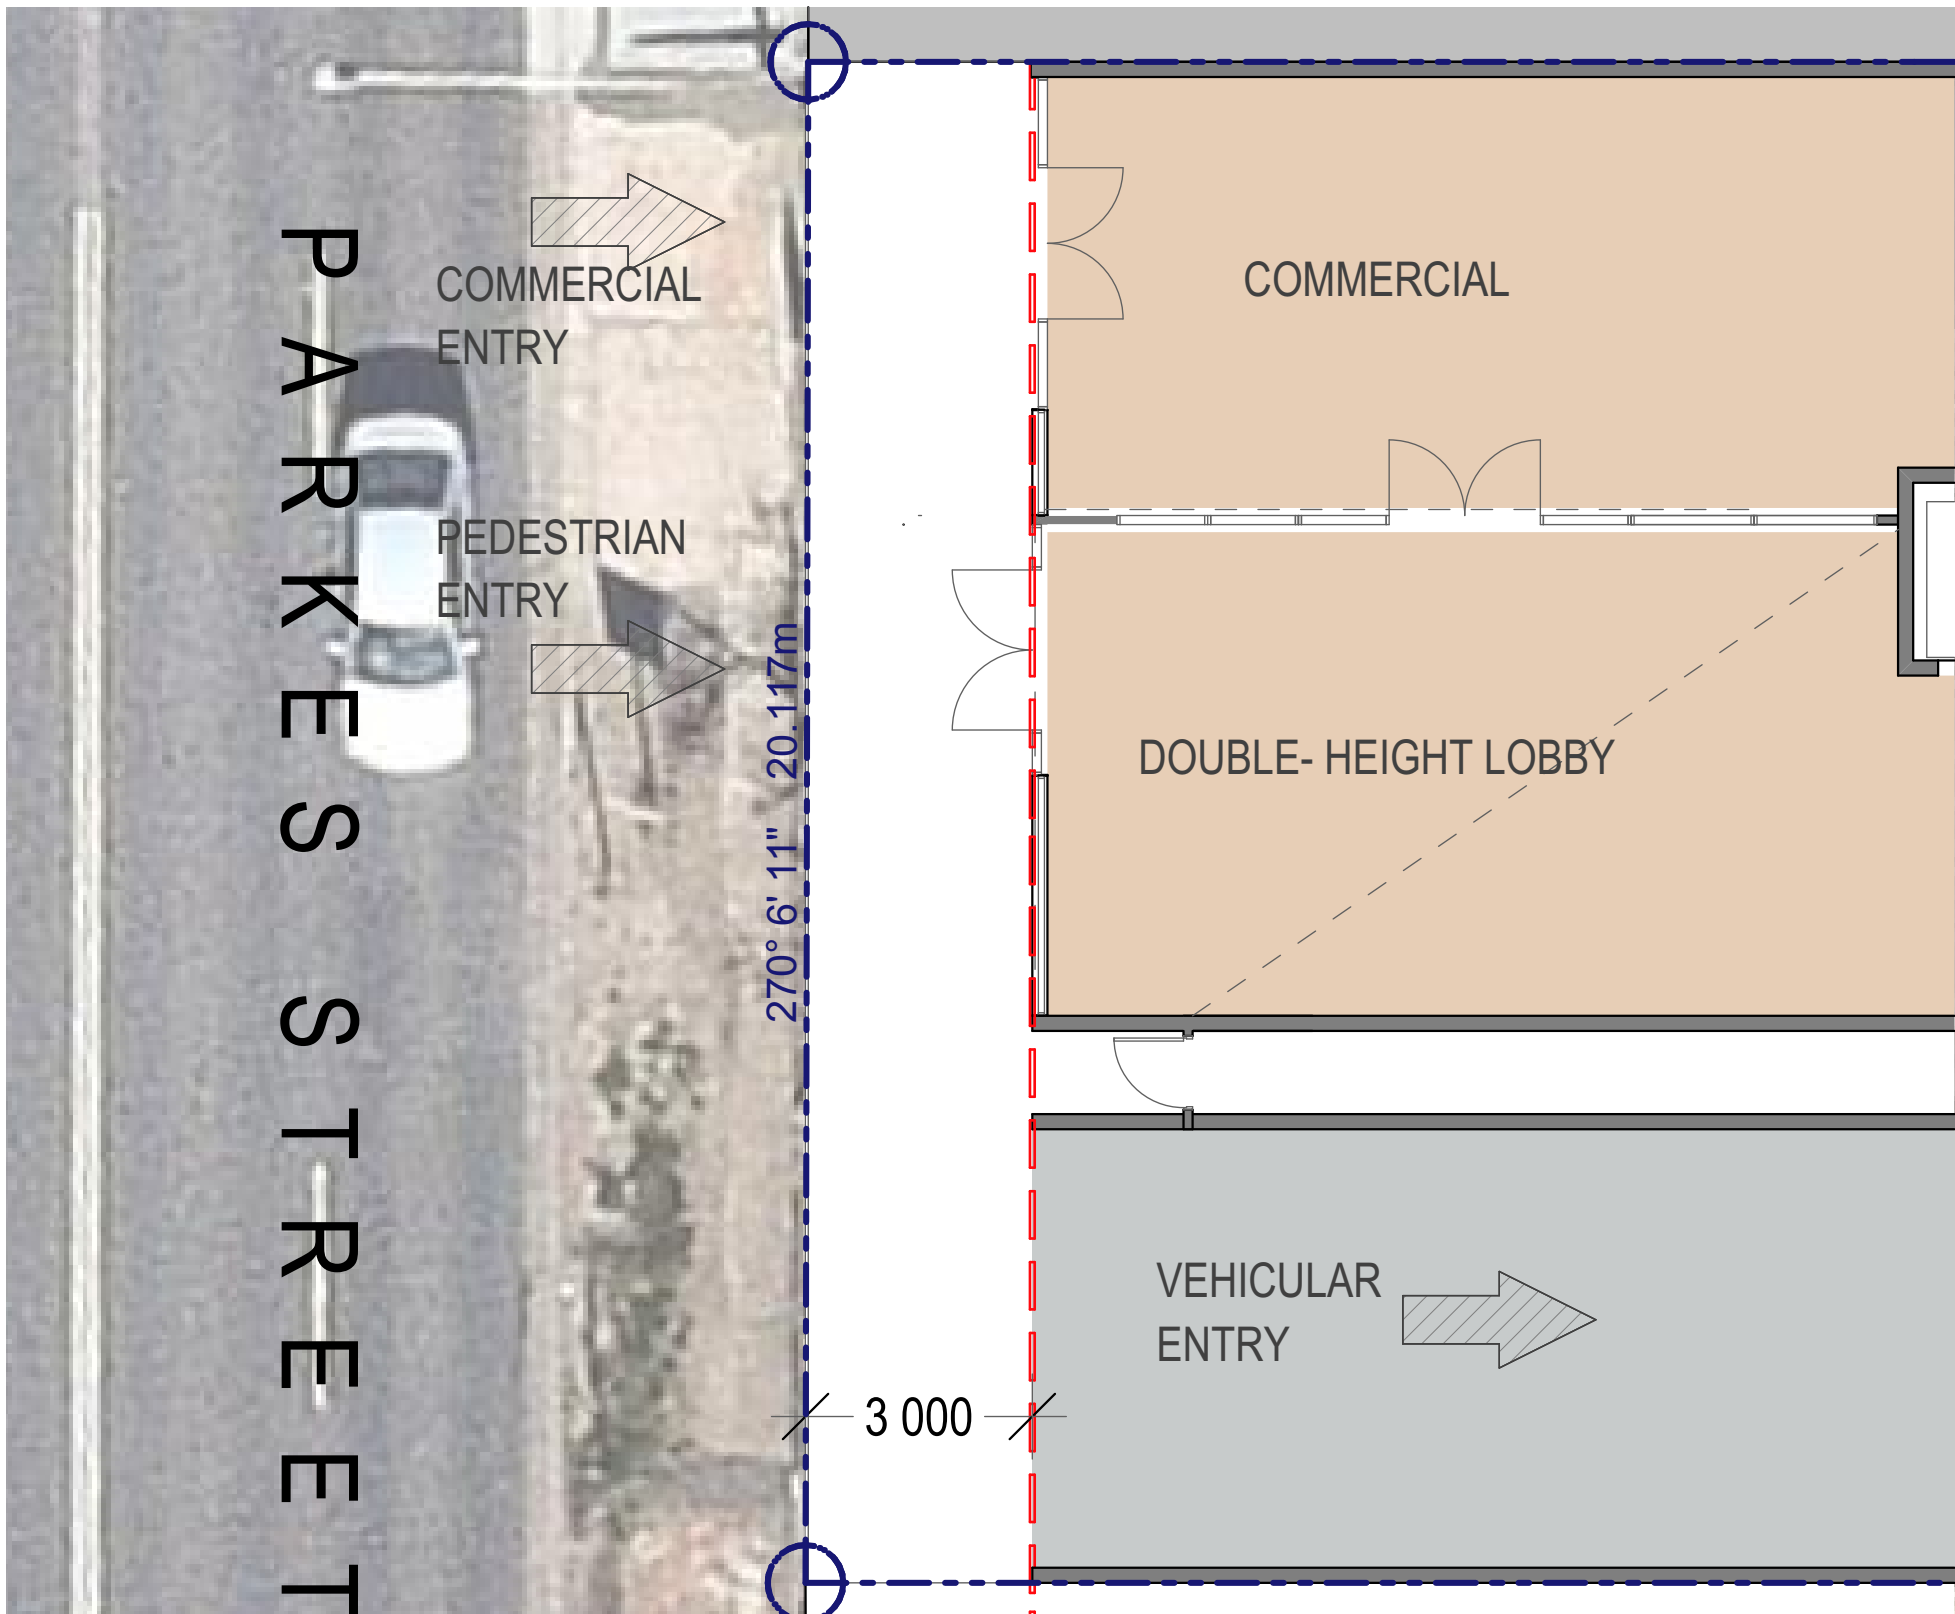 PARKES STREET
COMMERCIAL
ENTRY
COMMERCIAL
PEDESTRIAN
ENTRY
270° 6' 11" 20.117m
DOUBLE- HEIGHT LOBBY
VEHICULAR
ENTRY
3 000